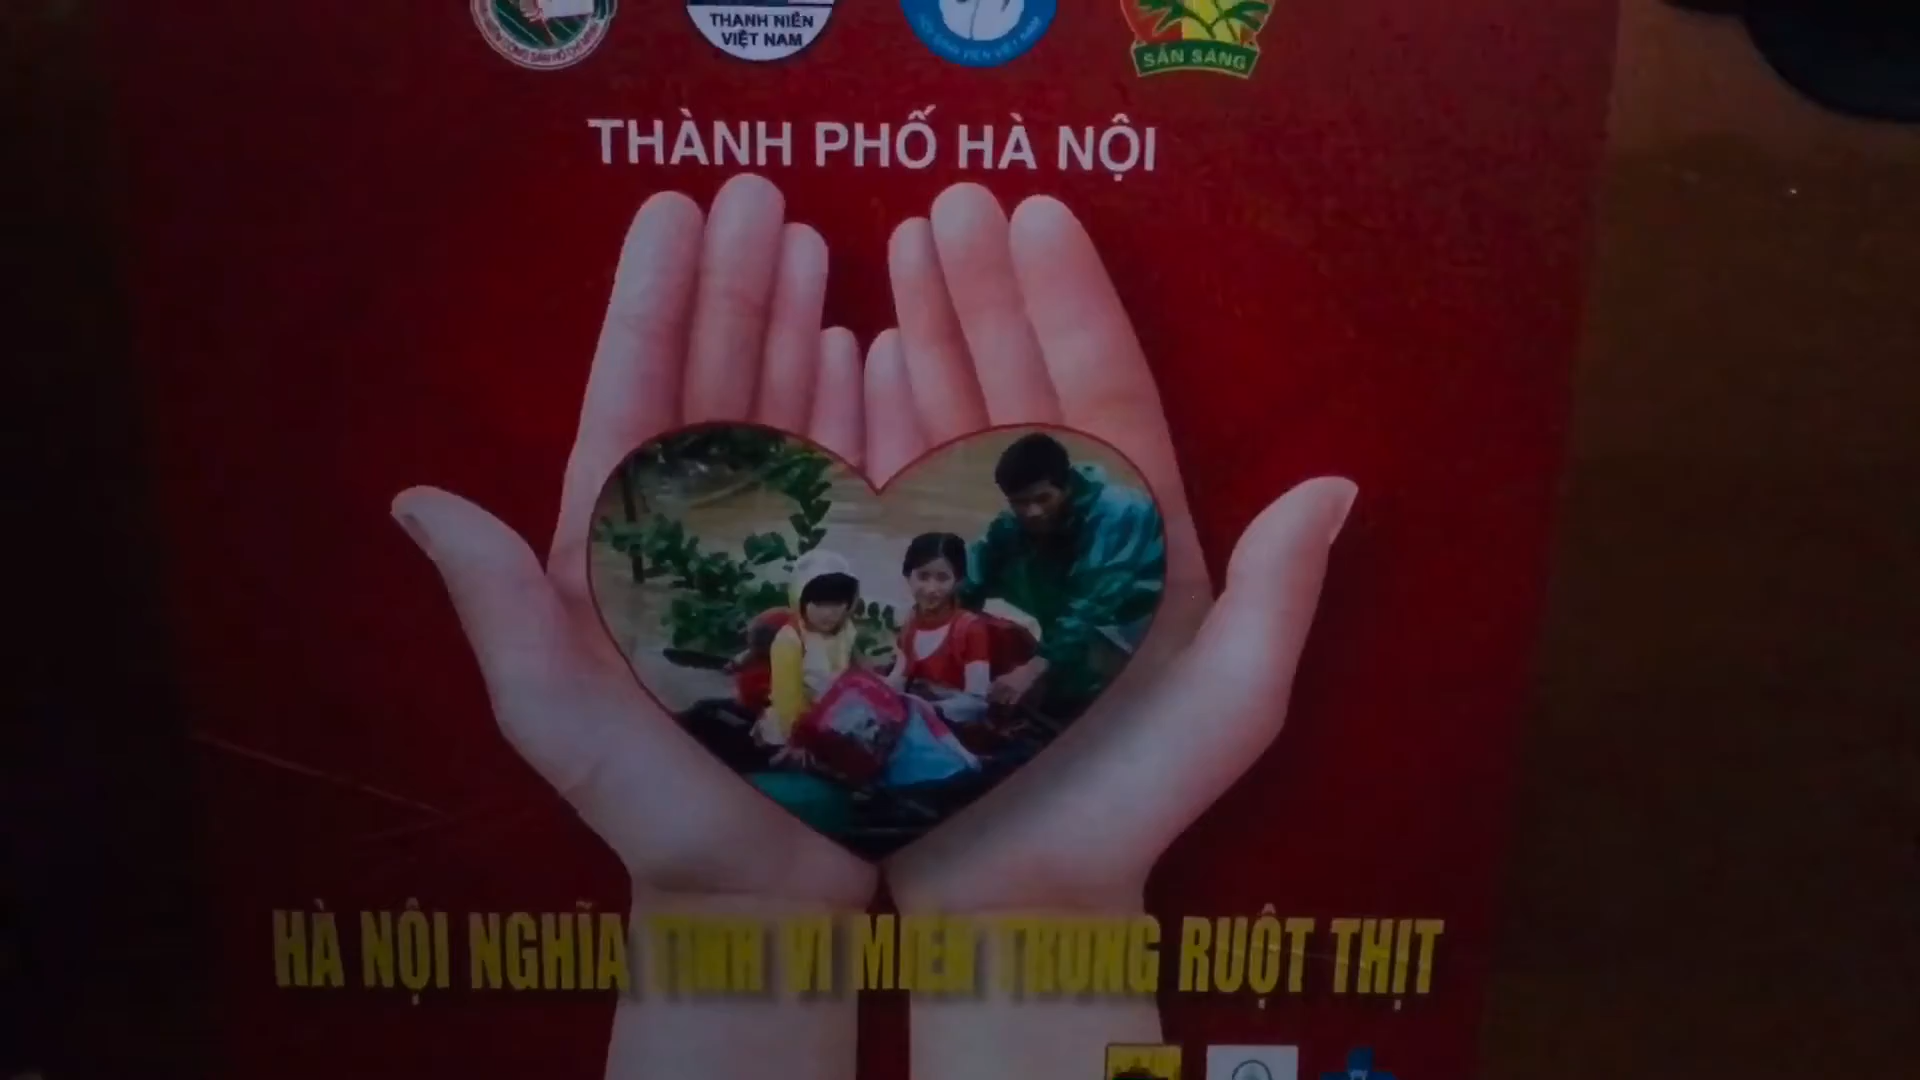 THANH NIÊN
VIỆT NAM
SẴN SÀNG
THÀNH PHỐ HÀ NỘI
HÀ NỘI NGHĨA TÌNH VÌ MIỀN TRUNG RUỘT THỊT